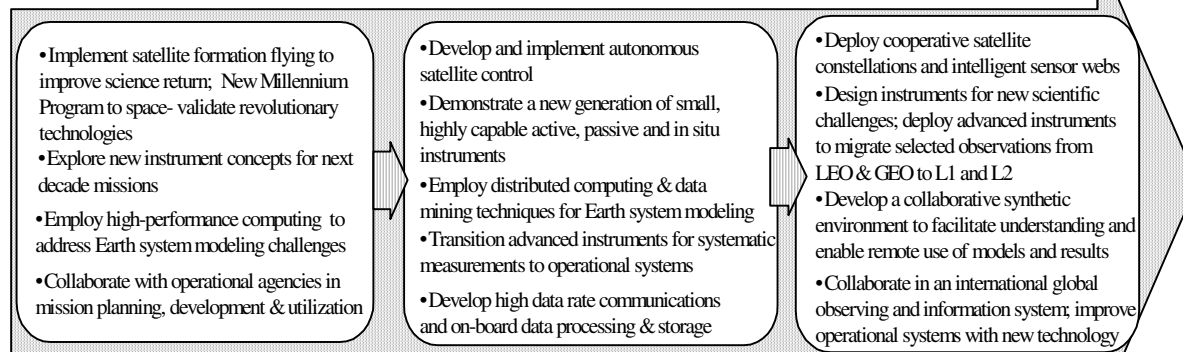 •Implement satellite formation flying to
improve science return; New Millennium
Program to space- validate revolutionary
technologies
•Explore new instrument concepts for next
decade missions
•Employ high-performance computing to
address Earth system modeling challenges
•Collaborate with operational agencies in
mission planning, development & utilization
•Develop and implement autonomous
satellite control
•Demonstrate a new generation of small,
highly capable active, passive and in situ
instruments
•Employ distributed computing & data
mining techniques for Earth system modeling
•Transition advanced instruments for systematic
measurements to operational systems
•Develop high data rate communications
and on-board data processing & storage
•Deploy cooperative satellite
constellations and intelligent sensor webs
•Design instruments for new scientific
challenges; deploy advanced instruments
to migrate selected observations from
LEO & GEO to L1 and L2
•Develop a collaborative synthetic
environment to facilitate understanding and
enable remote use of models and results
•Collaborate in an international global
observing and information system; improve
operational systems with new technology